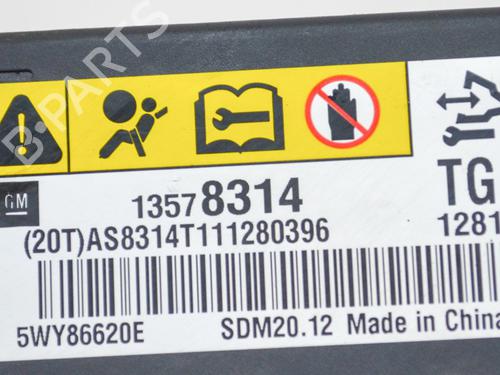 B-PARTS
GM
13578314
TG
(20T)AS8314T111280396
1281
5WY86620E
SDM20.12 Made in China